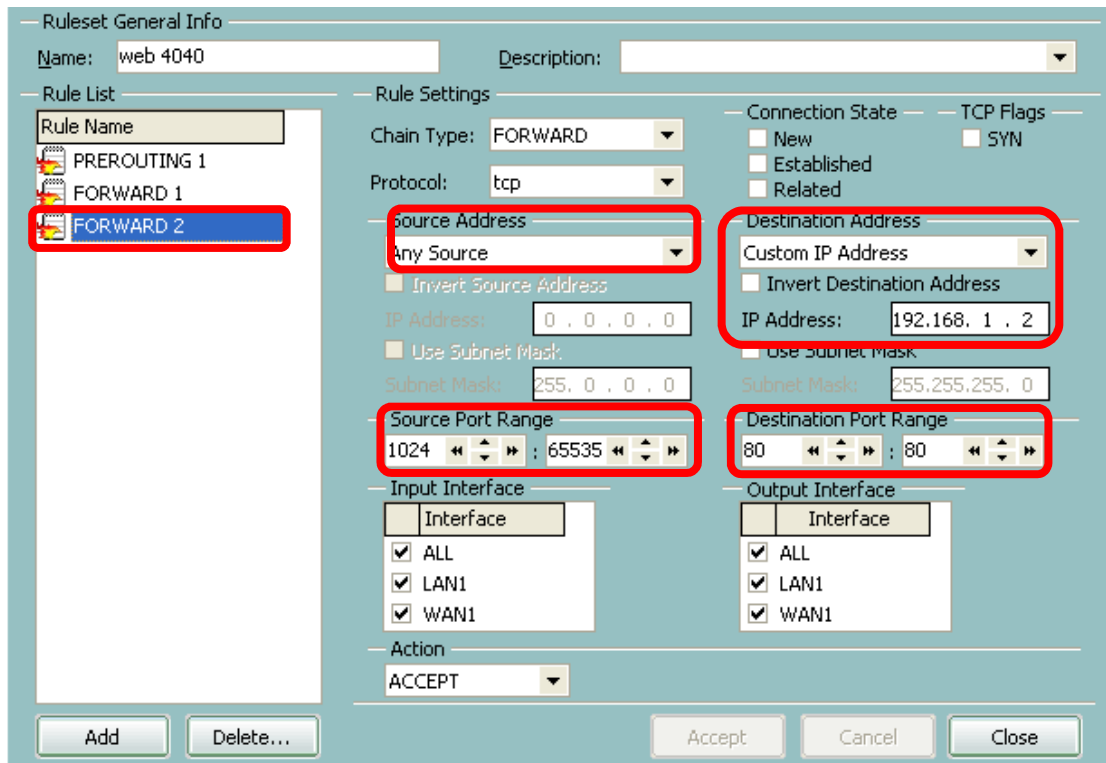 Ruleset General Info
Name: web 4040 Description:
Rule List
Rule Name
PREROUTING 1
FORWARD 1
FORWARD 2
Rule Settings
Chain Type: FORWARD
Protocol: tcp
Connection State
New
Established
Related
TCP Flags
SYN
Source Address
Any Source
Invert Source Address
IP Address: 0 . 0 . 0 . 0
Use Subnet Mask
Subnet Mask: 255. 0 . 0 . 0
Destination Address
Custom IP Address
Invert Destination Address
IP Address: 192.168. 1 . 2
Use Subnet Mask
Subnet Mask: 255.255.255. 0
Source Port Range
1024 : 65535
Destination Port Range
80 : 80
Input Interface
Interface
ALL
LAN1
WAN1
Output Interface
Interface
ALL
LAN1
WAN1
Action
ACCEPT
Add Delete... Accept Cancel Close